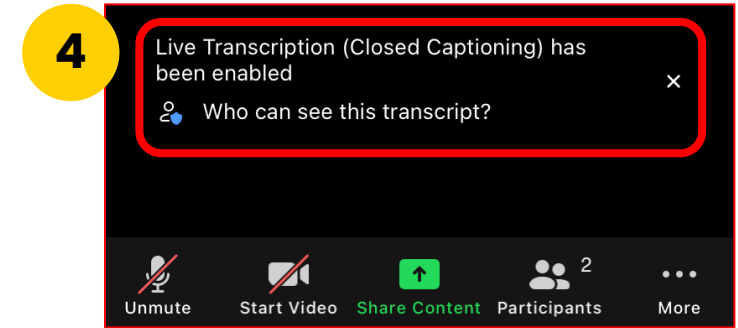 4
Live Transcription (Closed Captioning) has
been enabled
Who can see this transcript?
2
Unmute
Start Video
Share Content
Participants
More